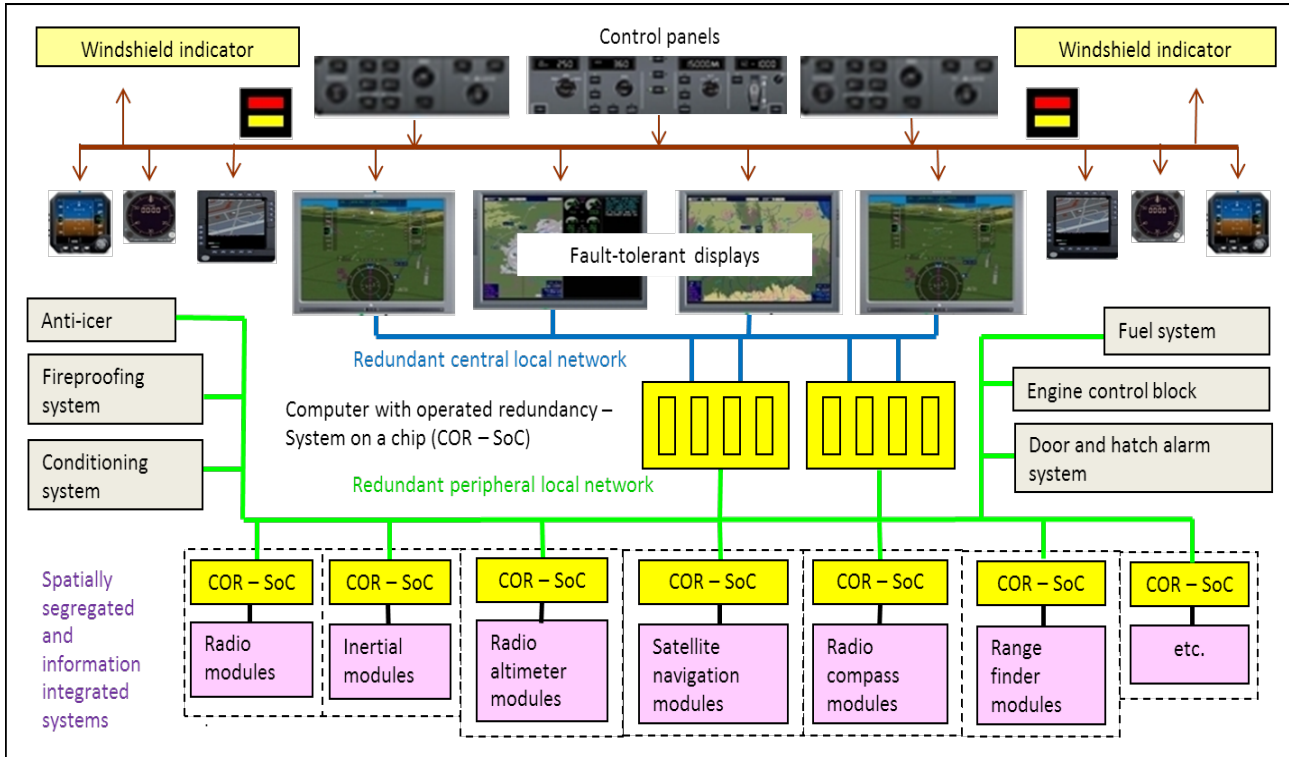 Windshield indicator
Control panels
Windshield indicator
250
360
15000M
-1000
Fault-tolerant displays
Anti-icer
Fireproofing
system
Conditioning
system
Redundant central local network
Computer with operated redundancy –
System on a chip (COR – SoC)
Redundant peripheral local network
Fuel system
Engine control block
Door and hatch alarm
system
Spatially
segregated
and
information
integrated
systems
.
COR – SoC
Radio
modules
COR – SoC
Inertial
modules
COR – SoC
Radio
altimeter
modules
COR – SoC
Satellite
navigation
modules
COR – SoC
Radio
compass
modules
COR – SoC
Range
finder
modules
COR – SoC
etc.